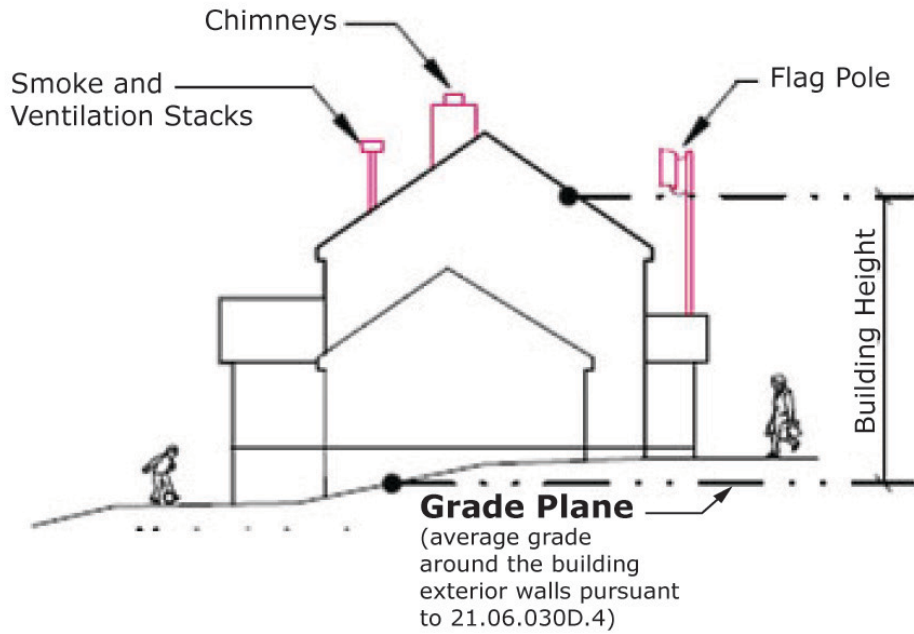 Chimneys
Smoke and
Ventilation Stacks
Flag Pole
Building Height
Grade Plane
(average grade
around the building
exterior walls pursuant
to 21.06.030D.4)